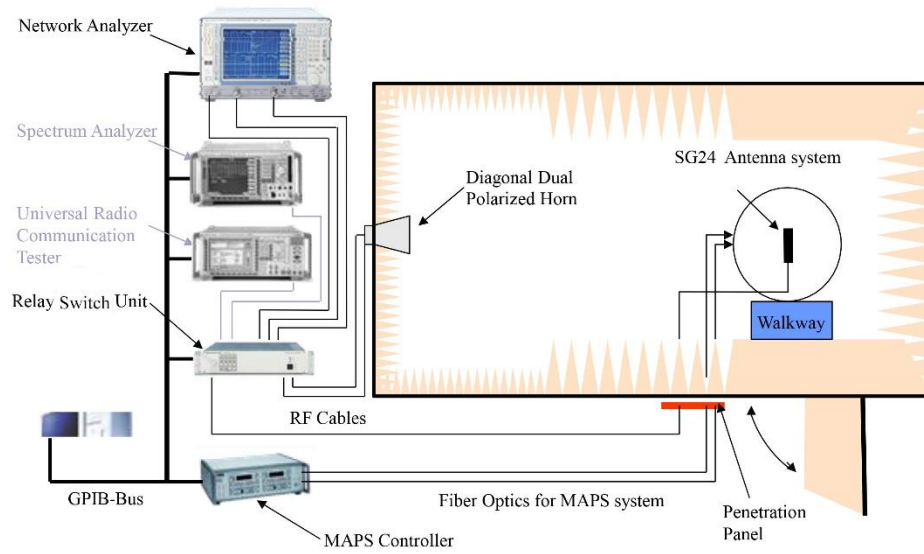 Network Analyzer
Spectrum Analyzer
Universal Radio
Communication
Tester
Relay Switch Unit
GPIB-Bus
MAPS Controller
RF Cables
Fiber Optics for MAPS system
Diagonal Dual
Polarized Horn
SG24 Antenna system
Walkway
Penetration
Panel